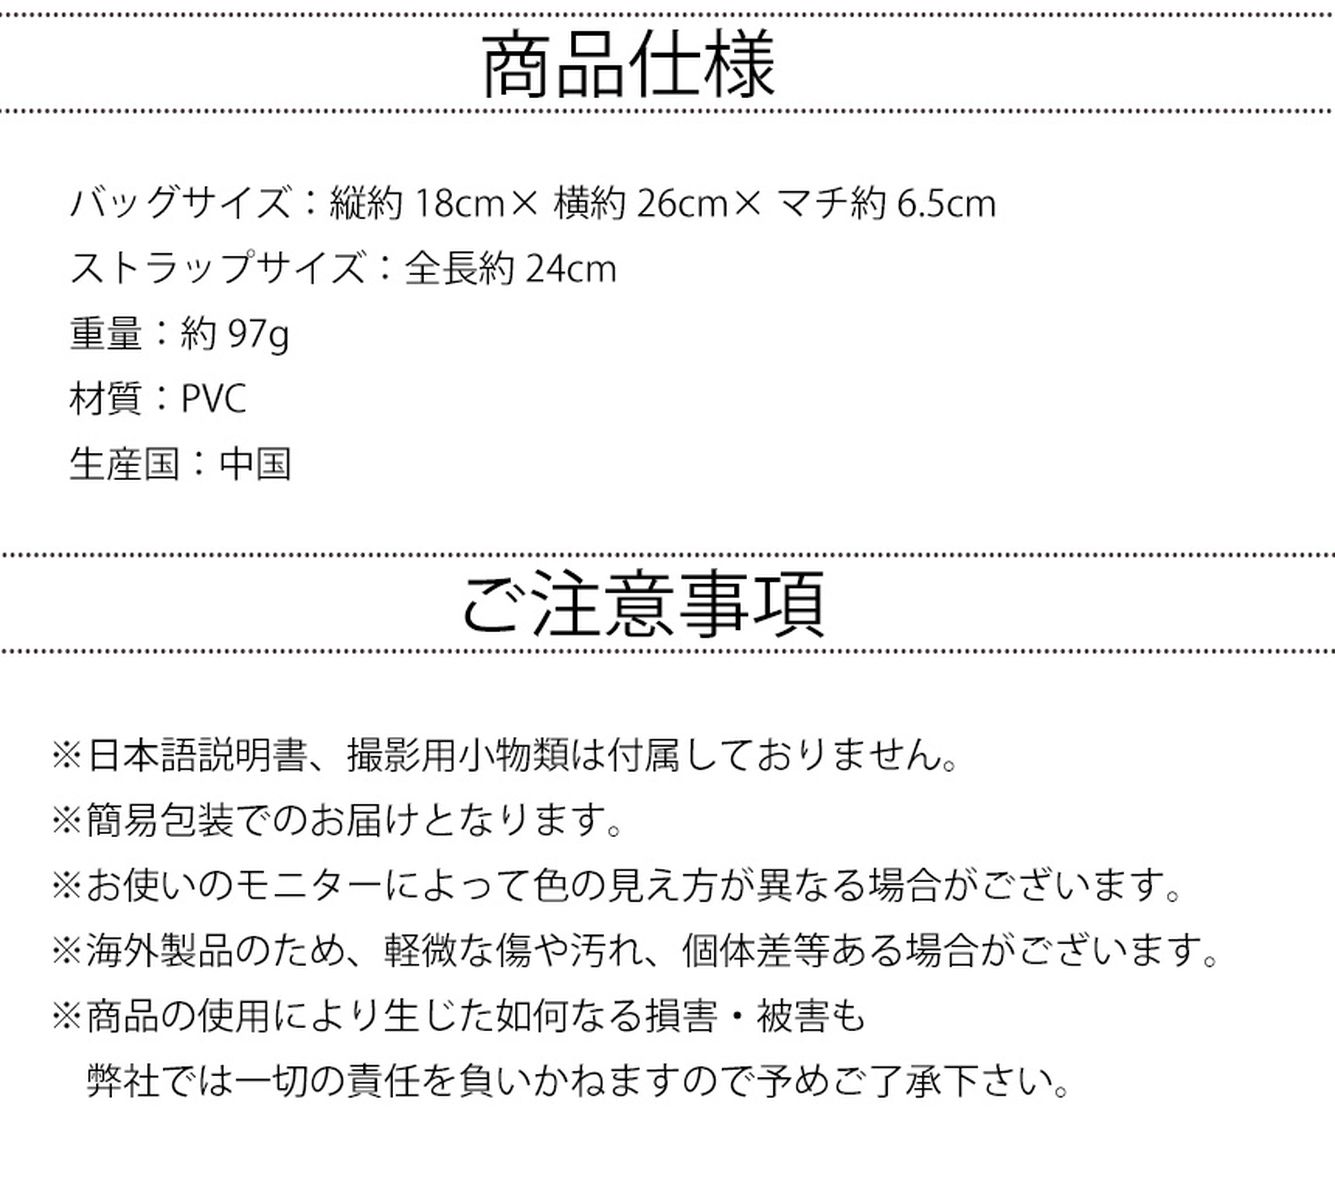 商品仕様
バッグサイズ：縦約 18cm× 横約 26cm× マチ約 6.5cm
ストラップサイズ：全長約 24cm
重量：約 97g
材質：PVC
生産国：中国
ご注意事項
※日本語説明書、撮影用小物類は付属しておりません。
※簡易包装でのお届けとなります。
※お使いのモニターによって色の見え方が異なる場合がございます。
※海外製品のため、軽微な傷や汚れ、個体差等ある場合がございます。
※商品の使用により生じた如何なる損害・被害も
弊社では一切の責任を負いかねますので予めご了承下さい。